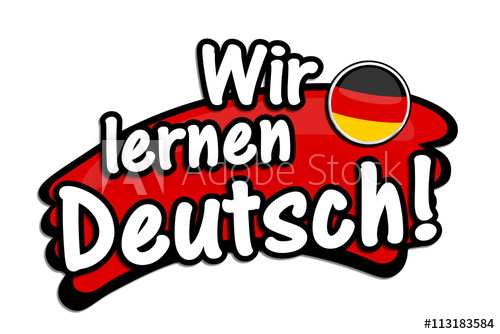 Wir
lernen
Deutsch!
Adobe Stock
#113183584